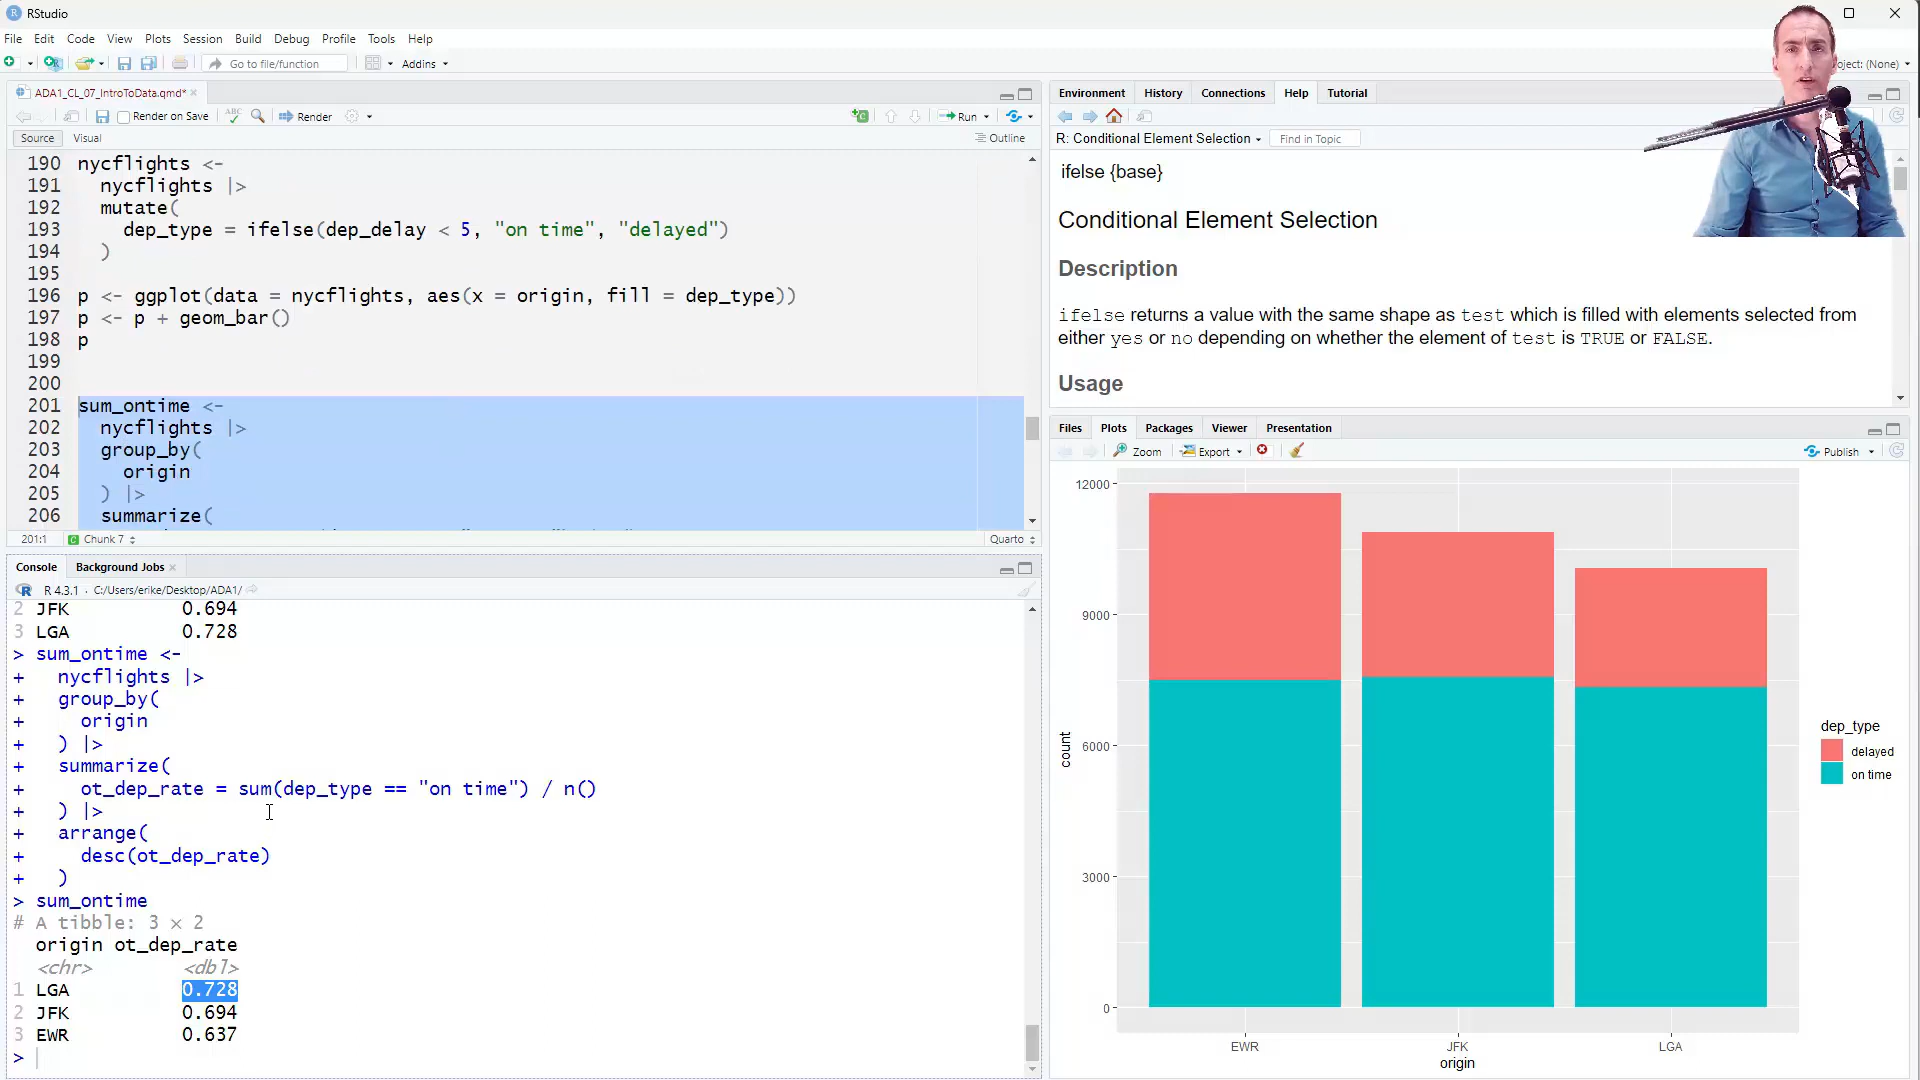 RStudio
File Edit Code View Plots Session Build Debug Profile Tools Help
Go to file/function Addins oject: (None)
ADA1_CL_07_IntroToData.qmd*
Render on Save ABC Render Run
Source Visual Outline
190 nycflights <-
191 nycflights |>
192 mutate(
193 dep_type = ifelse(dep_delay < 5, "on time", "delayed")
194 )
195
196 p <- ggplot(data = nycflights, aes(x = origin, fill = dep_type))
197 p <- p + geom_bar()
198 p
199
200
201 sum_ontime <-
202 nycflights |>
203 group_by(
204 origin
205 ) |>
206 summarize(
201:1 Chunk 7 Quarto
Console Background Jobs
R 4.3.1 · C:/Users/erike/Desktop/ADA1/
2 JFK 0.694
3 LGA 0.728
> sum_ontime <-
+ nycflights |>
+ group_by(
+ origin
+ ) |>
+ summarize(
+ ot_dep_rate = sum(dep_type == "on time") / n()
+ ) |>
+ arrange(
+ desc(ot_dep_rate)
+ )
> sum_ontime
# A tibble: 3 × 2
origin ot_dep_rate
<chr> <dbl>
1 LGA 0.728
2 JFK 0.694
3 EWR 0.637
>
Environment History Connections Help Tutorial
R: Conditional Element Selection Find in Topic
ifelse {base}
Conditional Element Selection
Description
ifelse returns a value with the same shape as test which is filled with elements selected from
either yes or no depending on whether the element of test is TRUE or FALSE.
Usage
Files Plots Packages Viewer Presentation
Zoom Export Publish
12000
9000
6000
3000
0
count
EWR JFK LGA
origin
dep_type
delayed
on time